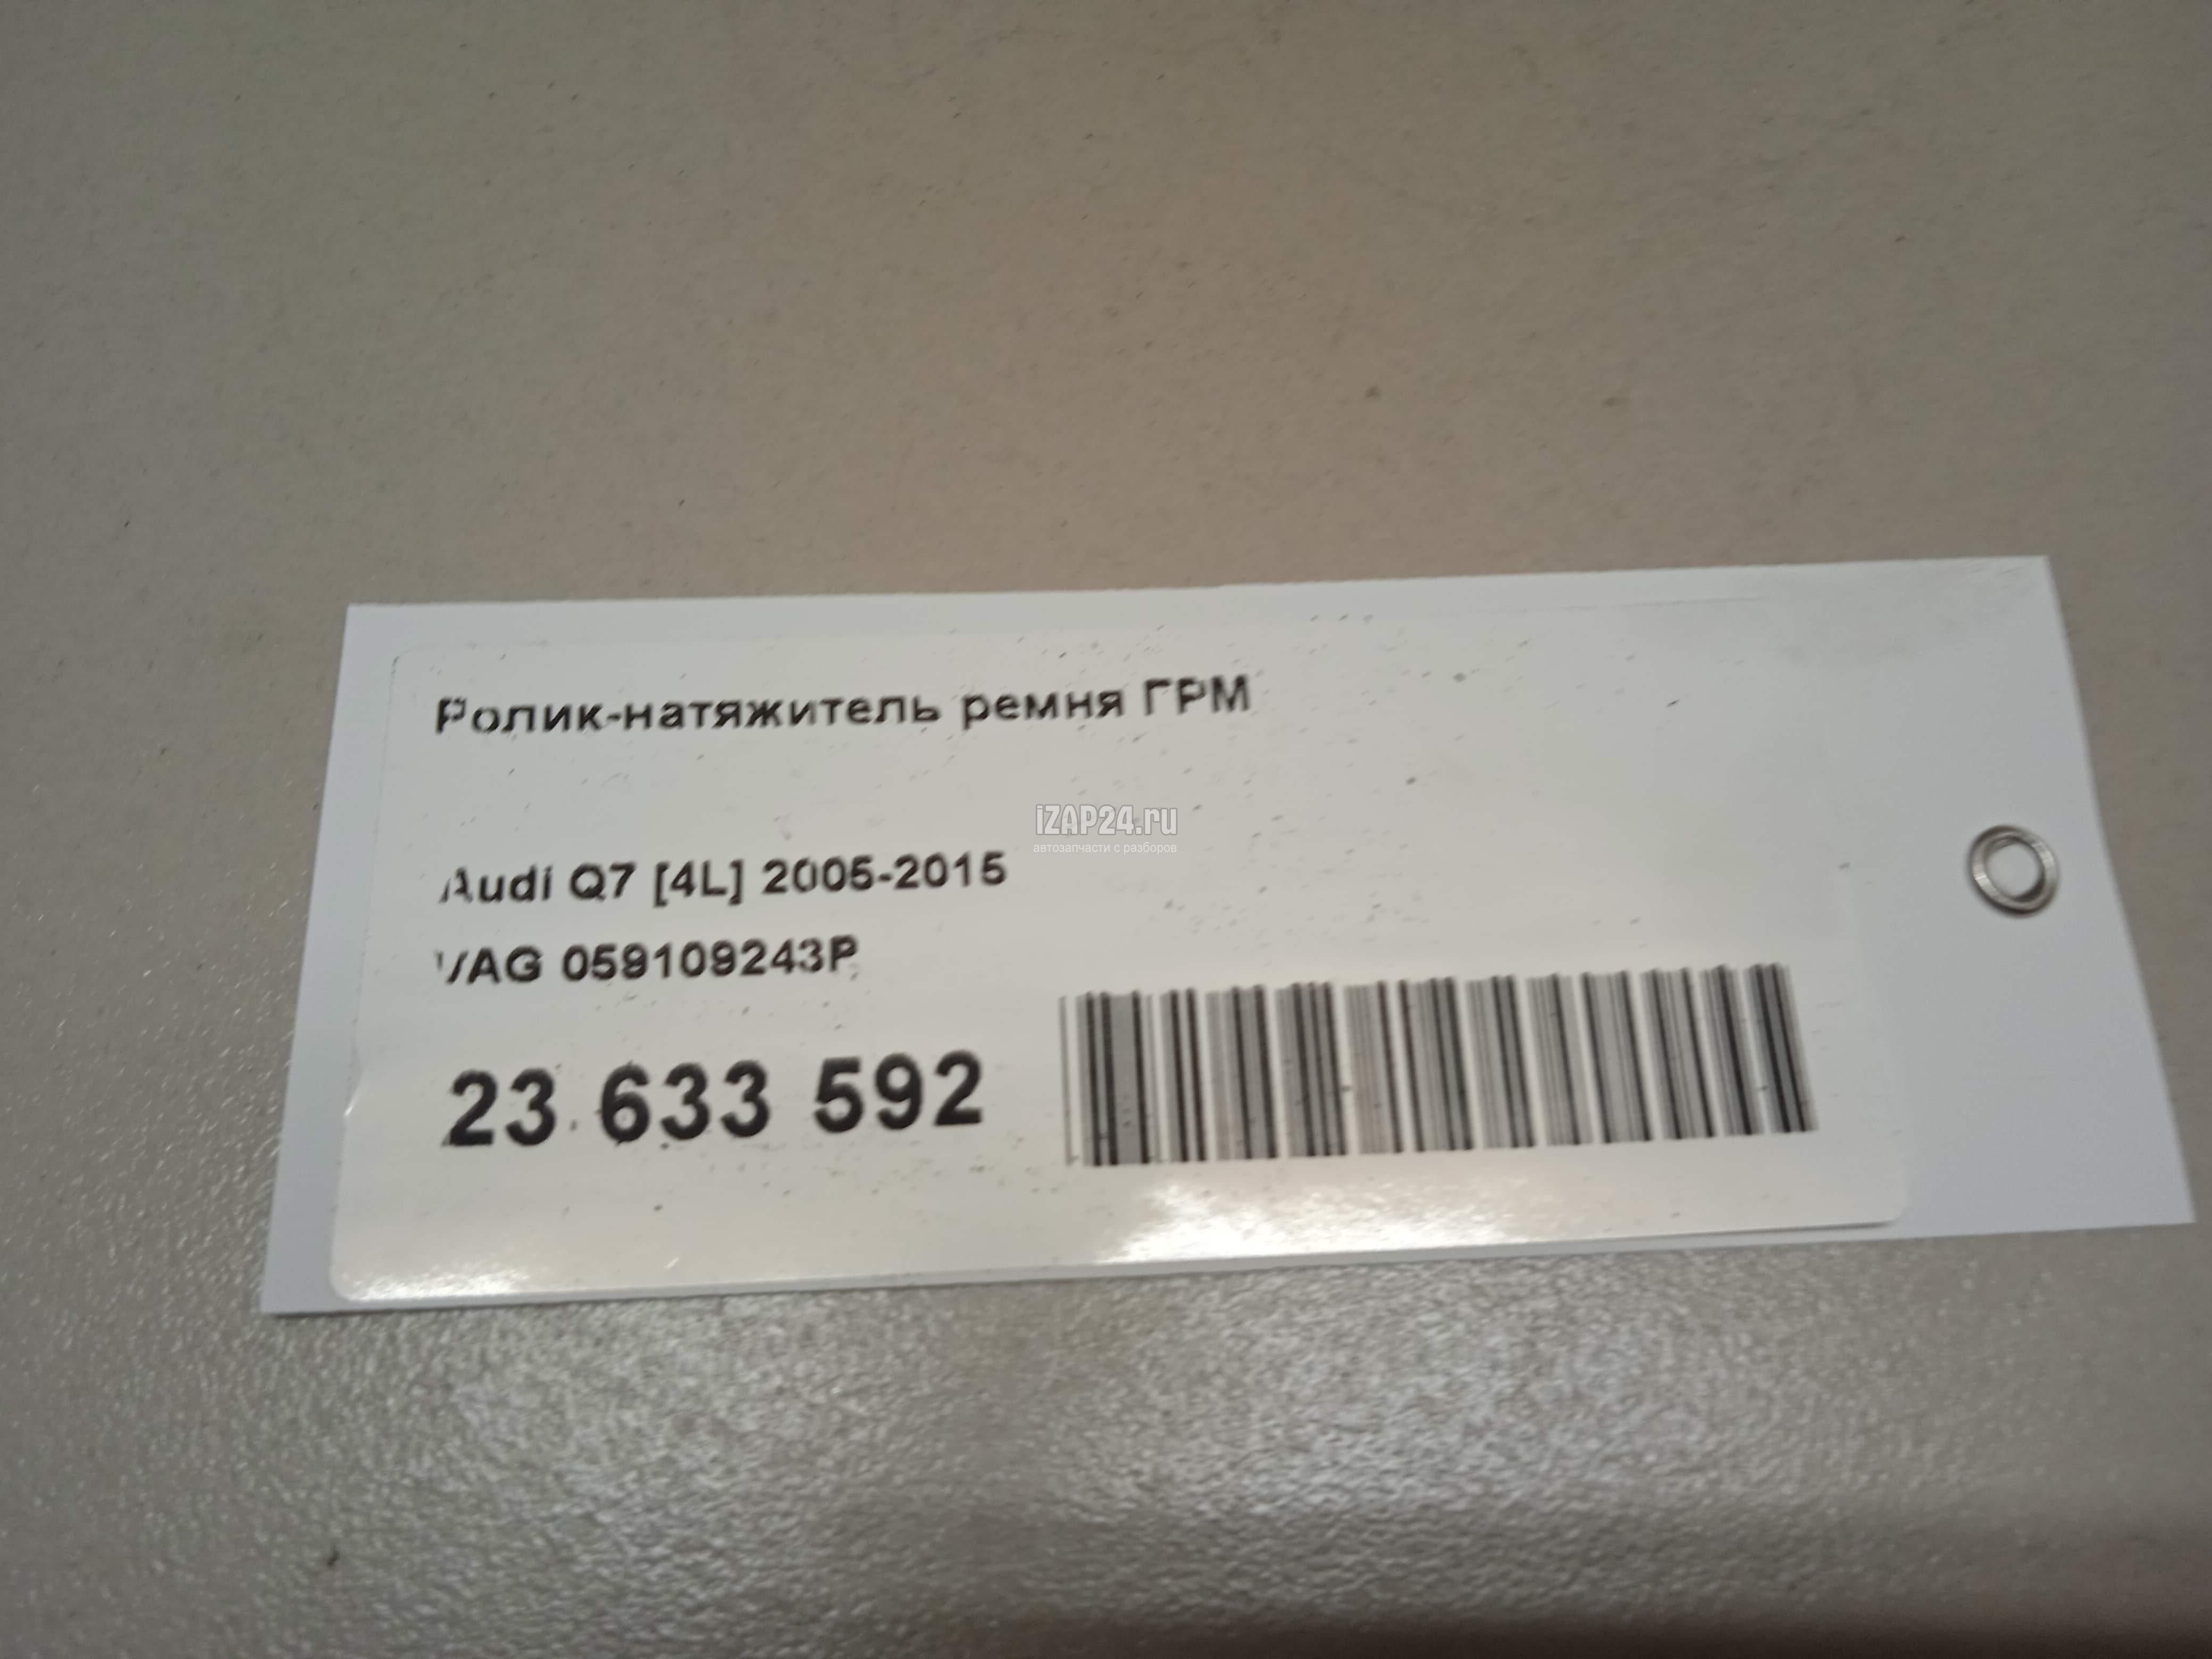 Ролик-натяжитель ремня ГРМ
iZAP24.ru
автозапчасти с разборов
Audi Q7 [4L] 2005-2015
VAG 059109243P
23 633 592